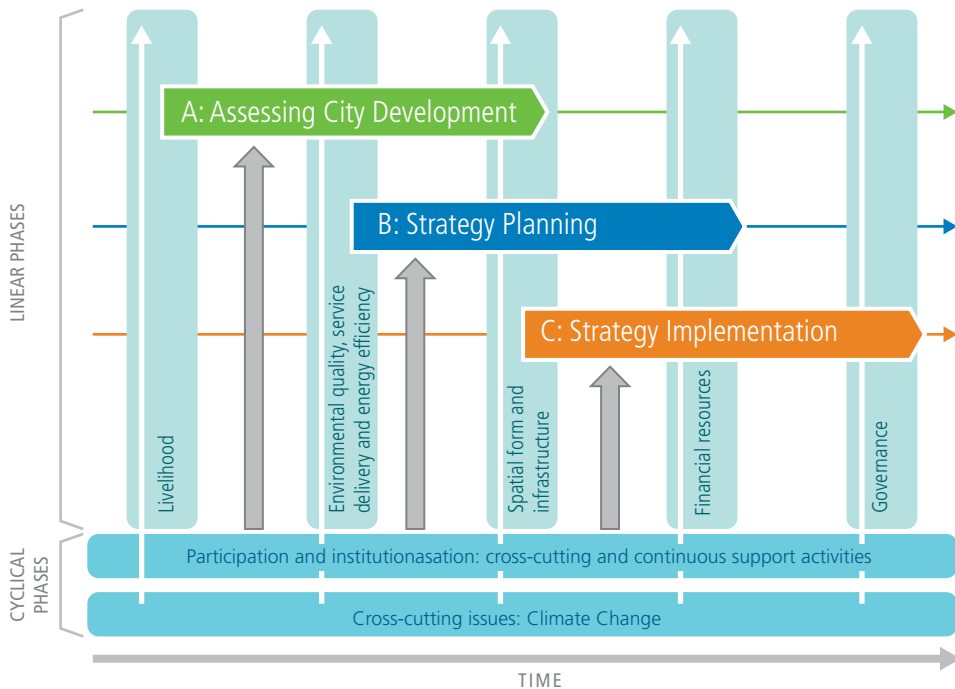 LINEAR PHASES
A: Assessing City Development
B: Strategy Planning
C: Strategy Implementation
Livelihood
Environmental quality, service
delivery and energy efficiency
Spatial form and
infrastructure
Financial resources
Governance
CYCLICAL
PHASES
Participation and institutionasation: cross-cutting and continuous support activities
Cross-cutting issues: Climate Change
TIME